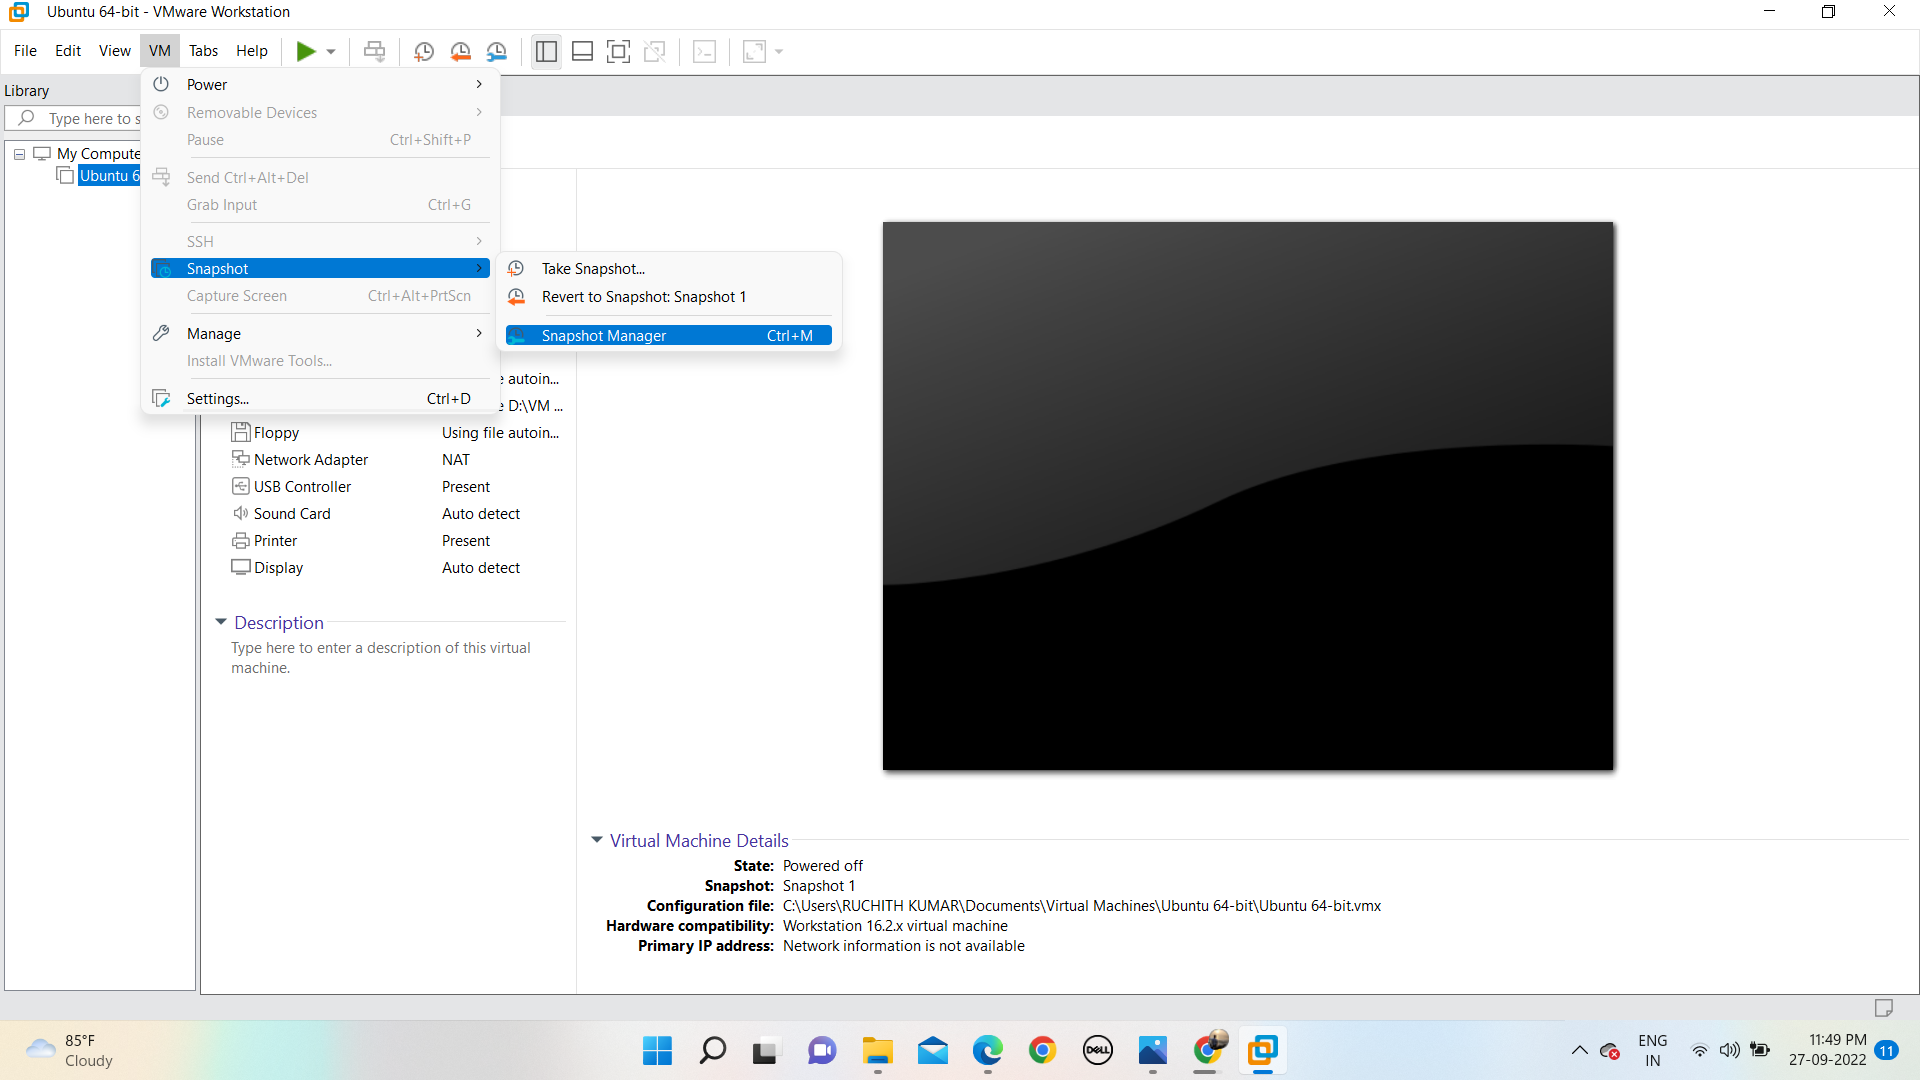 Ubuntu 64-bit - VMware Workstation
File Edit View VM Tabs Help
Library
Type here to s
My Compute
Ubuntu 6
Power
Removable Devices
Pause Ctrl+Shift+P
Send Ctrl+Alt+Del
Grab Input Ctrl+G
SSH
Snapshot
Capture Screen Ctrl+Alt+PrtScn
Manage
Install VMware Tools...
Settings... Ctrl+D
Take Snapshot...
Revert to Snapshot: Snapshot 1
Snapshot Manager Ctrl+M
e autoin...
e D:\VM ...
Floppy Using file autoin...
Network Adapter NAT
USB Controller Present
Sound Card Auto detect
Printer Present
Display Auto detect
Description
Type here to enter a description of this virtual
machine.
Virtual Machine Details
State: Powered off
Snapshot: Snapshot 1
Configuration file: C:\Users\RUCHITH KUMAR\Documents\Virtual Machines\Ubuntu 64-bit\Ubuntu 64-bit.vmx
Hardware compatibility: Workstation 16.2.x virtual machine
Primary IP address: Network information is not available
85°F
Cloudy
DELL
ENG
IN
11:49 PM
27-09-2022
11